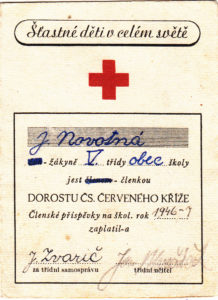 Šťastné děti v celém světě
J. Novotná
- žákyně V. třídy obec školy
jest - členkou
DOROSTU ČS. ČERVENÉHO KŘÍŽE
Členské příspěvky na škol. rok 1946-7
zaplatil-a
J. Zvarič
za třídní samosprávu
třídní učitel